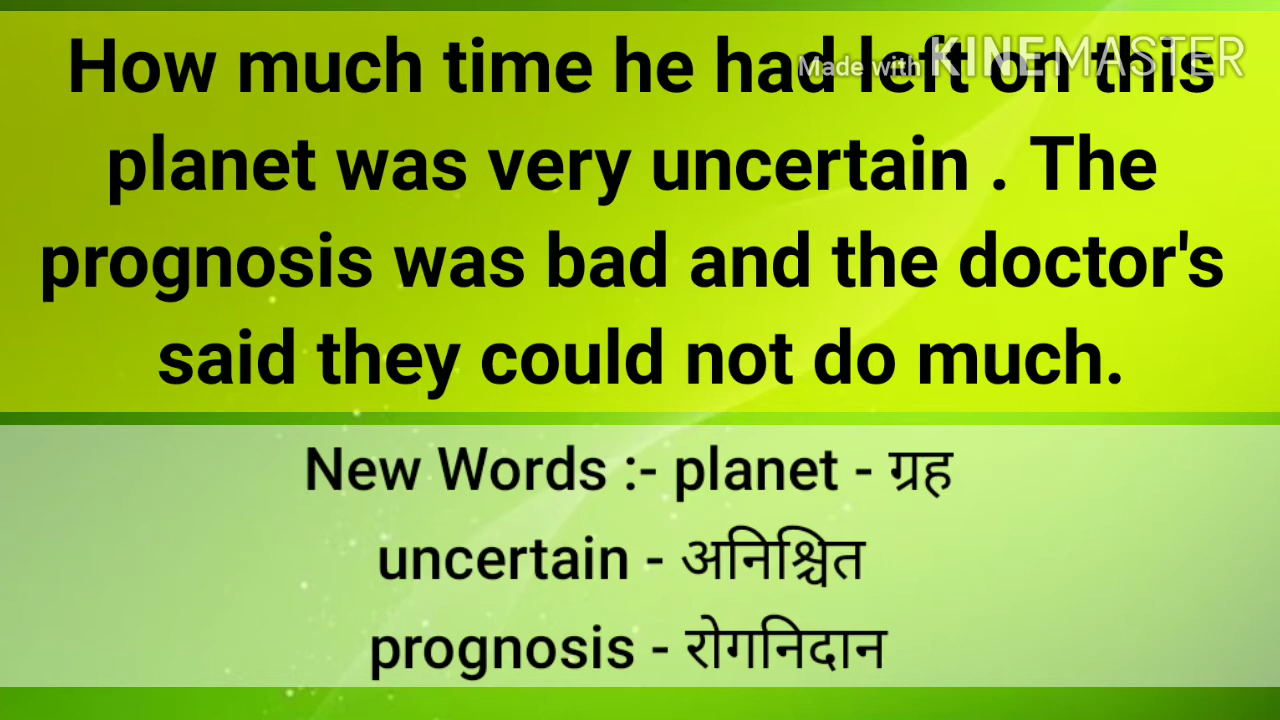 How much time he had left on this
Made with KINEMASTER
planet was very uncertain . The
prognosis was bad and the doctor's
said they could not do much.
New Words :- planet - ग्रह
uncertain - अनिश्चित
prognosis - रोगनिदान